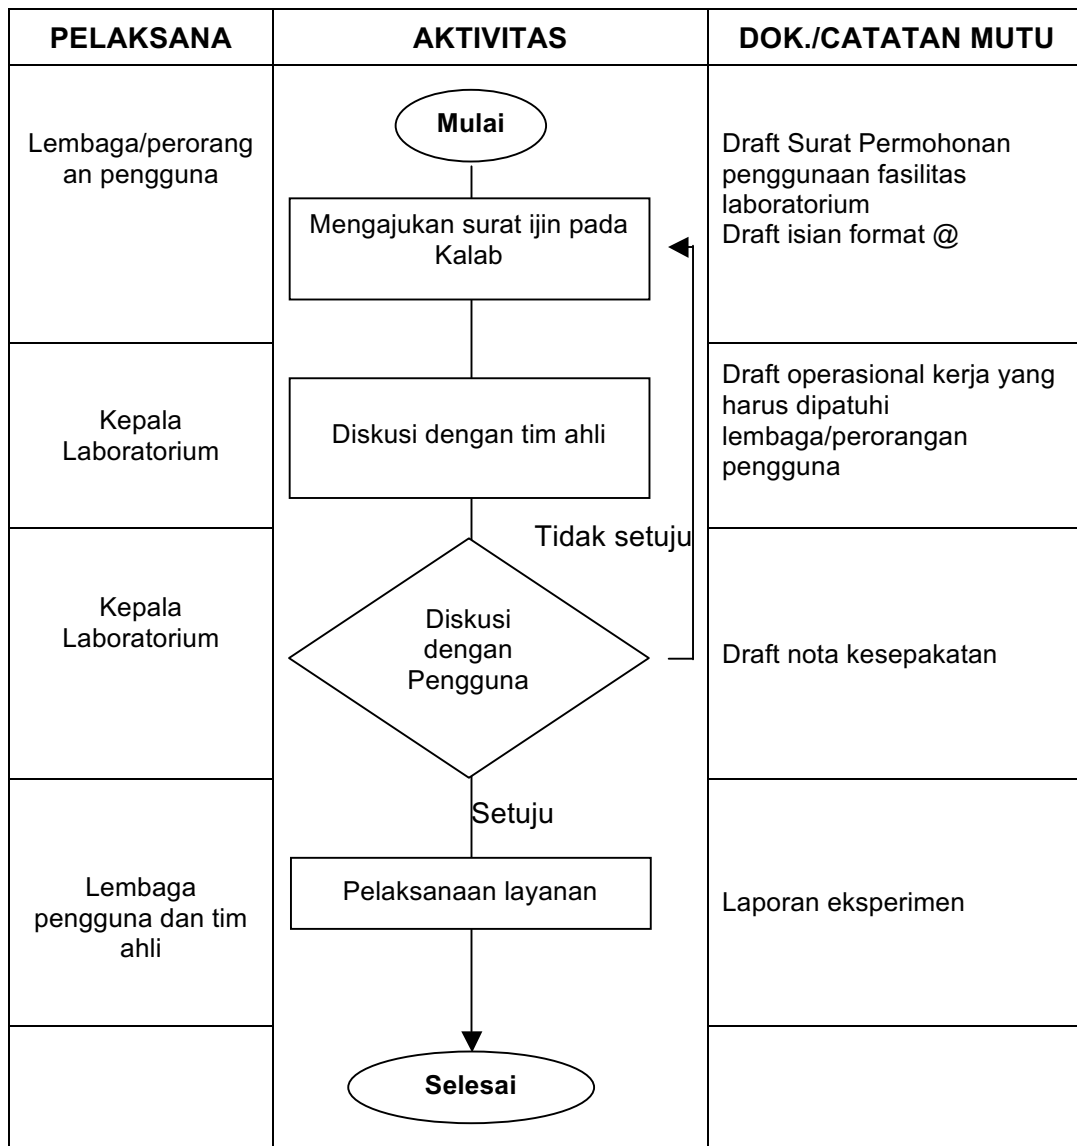 PELAKSANA
AKTIVITAS
DOK./CATATAN MUTU
Lembaga/perorang
an pengguna
Mulai
Mengajukan surat ijin pada
Kalab
Draft Surat Permohonan
penggunaan fasilitas
laboratorium
Draft isian format @
Kepala
Laboratorium
Diskusi dengan tim ahli
Draft operasional kerja yang
harus dipatuhi
lembaga/perorangan
pengguna
Tidak setuju
Kepala
Laboratorium
Diskusi
dengan
Pengguna
Draft nota kesepakatan
Setuju
Lembaga
pengguna dan tim
ahli
Pelaksanaan layanan
Laporan eksperimen
Selesai